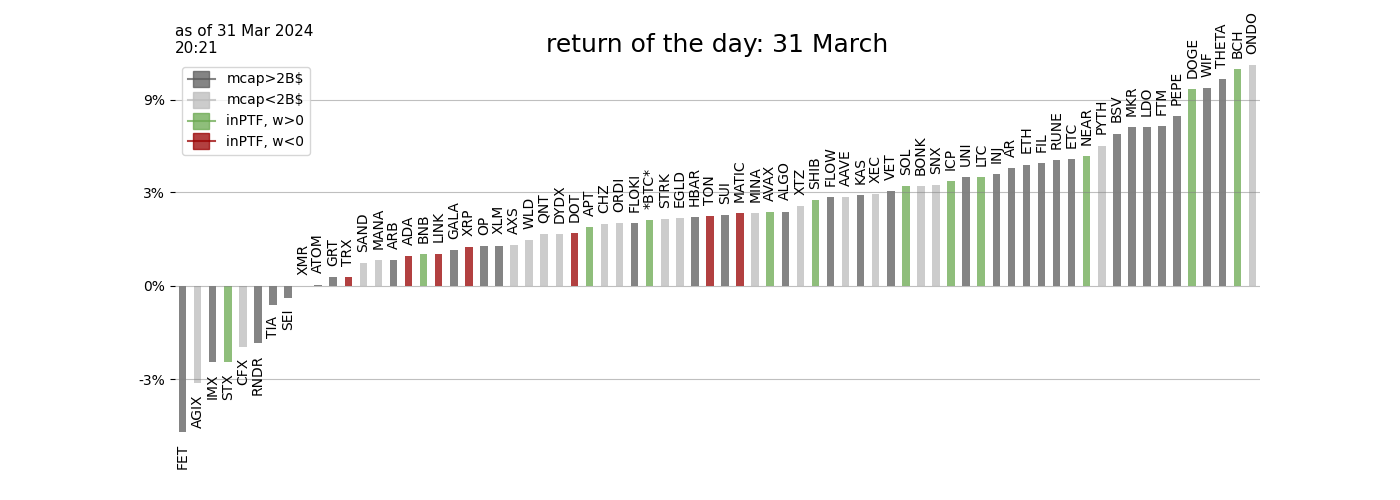 as of 31 Mar 2024
20:21
return of the day: 31 March
mcap>2B$
mcap<2B$
inPTF, w>0
inPTF, w<0
9%
3%
0%
-3%
FET
AGIX
IMX
STX
CFX
RNDR
TIA
SEI
XMR
ATOM
GRT
TRX
SAND
MANA
ARB
ADA
BNB
LINK
GALA
XRP
OP
XLM
AXS
WLD
QNT
DYDX
DOT
APT
CHZ
ORDI
FLOKI
*BTC*
STRK
EGLD
HBAR
TON
SUI
MATIC
MINA
AVAX
ALGO
XTZ
SHIB
FLOW
AAVE
KAS
XEC
VET
SOL
BONK
SNX
ICP
UNI
LTC
INJ
AR
ETH
FIL
RUNE
ETC
NEAR
PYTH
BSV
MKR
LDO
FTM
PEPE
DOGE
WIF
THETA
BCH
ONDO